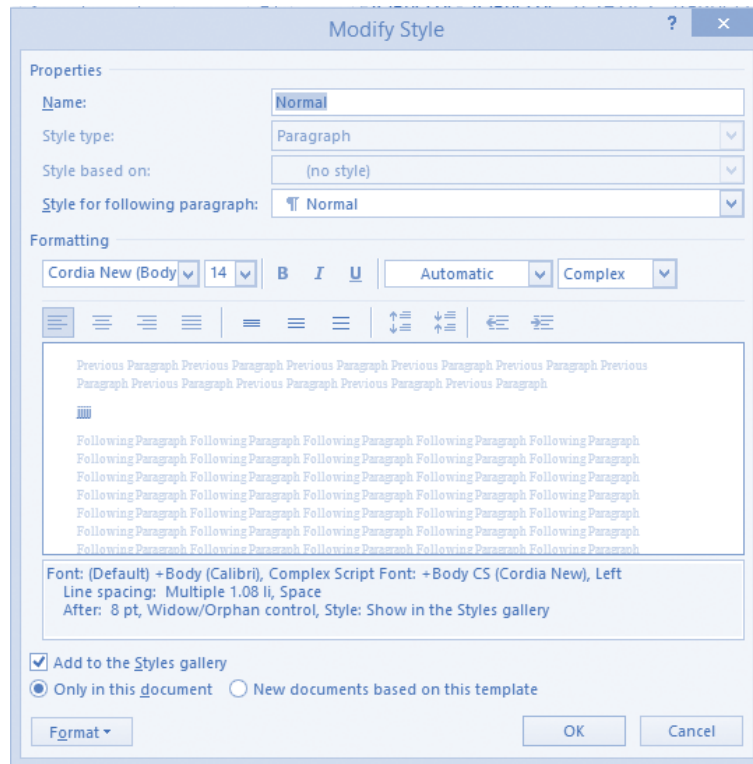 Modify Style
?
Properties
Name: Normal
Style type: Paragraph
Style based on: (no style)
Style for following paragraph: ¶ Normal
Formatting
Cordia New (Body 14 B I U Automatic Complex
Previous Paragraph Previous Paragraph Previous Paragraph Previous Paragraph Previous Paragraph Previous
Paragraph Previous Paragraph Previous Paragraph Previous Paragraph Previous Paragraph
jjjjj
Following Paragraph Following Paragraph Following Paragraph Following Paragraph Following Paragraph
Following Paragraph Following Paragraph Following Paragraph Following Paragraph Following Paragraph
Following Paragraph Following Paragraph Following Paragraph Following Paragraph Following Paragraph
Following Paragraph Following Paragraph Following Paragraph Following Paragraph Following Paragraph
Following Paragraph Following Paragraph Following Paragraph Following Paragraph Following Paragraph
Following Paragraph Following Paragraph Following Paragraph Following Paragraph Following Paragraph
Following Paragraph Following Paragraph Following Paragraph Following Paragraph Following Paragraph
Font: (Default) +Body (Calibri), Complex Script Font: +Body CS (Cordia New), Left
Line spacing: Multiple 1.08 li, Space
After: 8 pt, Widow/Orphan control, Style: Show in the Styles gallery
Add to the Styles gallery
Only in this document New documents based on this template
Format OK Cancel